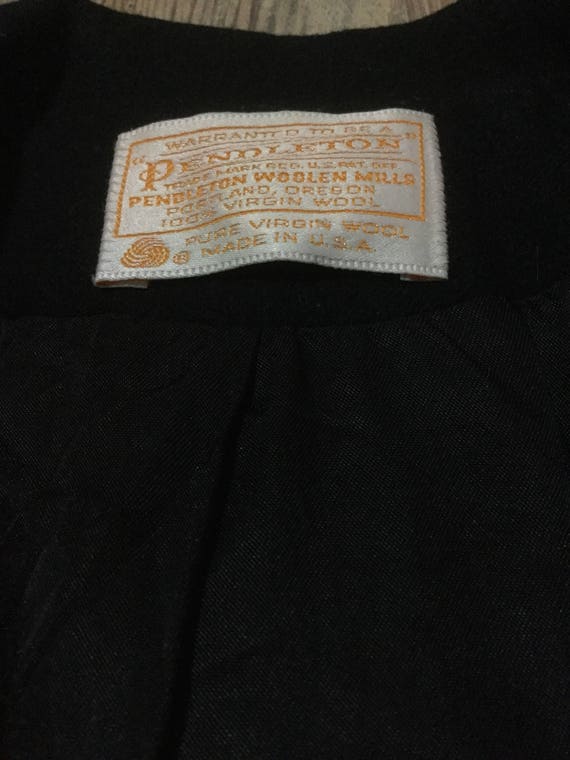 WARRANTED TO BE A
"PENDLETON"
TRADE MARK REG. U.S. PAT. OFF
PENDLETON WOOLEN MILLS
PORTLAND, OREGON
100% VIRGIN WOOL
PURE VIRGIN WOOL
® MADE IN U.S.A.